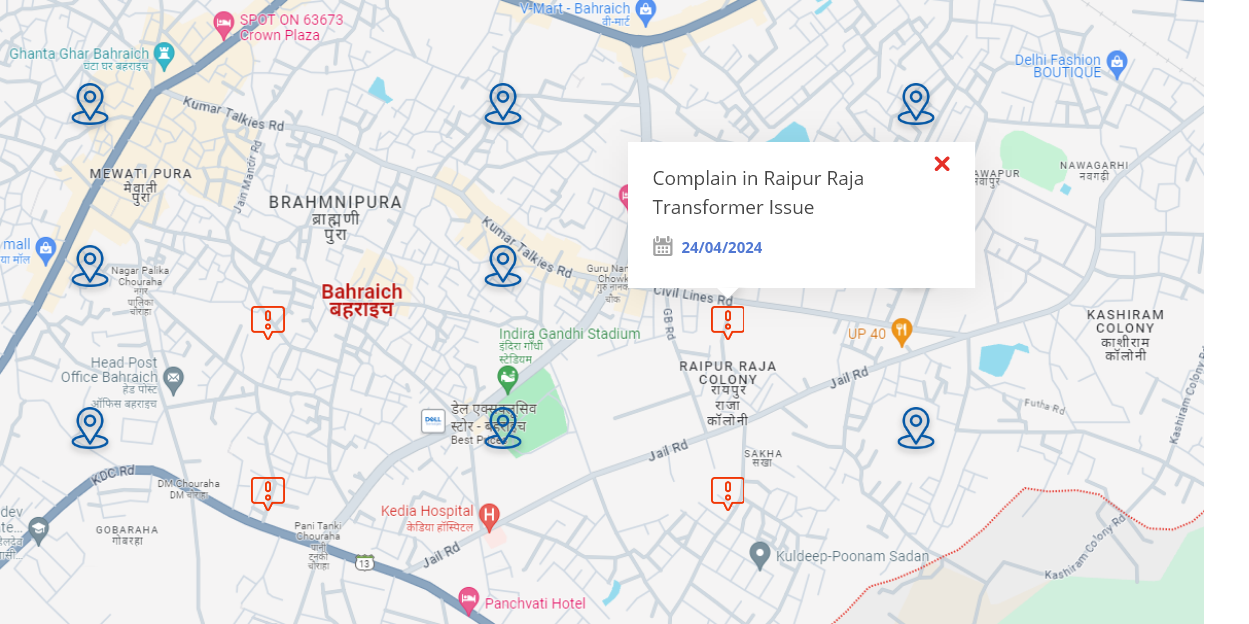 V-Mart - Bahraich
वी-मार्ट
SPOT ON 63673
Crown Plaza
Ghanta Ghar Bahraich
घंटा घर बहराइच
Delhi Fashion
BOUTIQUE
Kumar Talkies Rd
Jain Mandir Rd
MEWATI PURA
मेवाती
पुरा
BRAHMNIPURA
ब्राह्मणी
पुरा
Complain in Raipur Raja
Transformer Issue
24/04/2024
NAWAGARHI
नवगढ़ी
mall
Kumar Talkies Rd
Nagar Palika
Chouraha
नगर
पालिका
चौराहा
Bahraich
बहराइच
Civil Lines Rd
GB Rd
Indira Gandhi Stadium
इंदिरा गाँधी
स्टेडियम
UP 40
KASHIRAM
COLONY
काशीराम
कॉलोनी
Head Post
Office Bahraich
हेड पोस्ट
ऑफिस बहराइच
RAIPUR RAJA
COLONY
रायपुर
राजा
कॉलोनी
Jail Rd
Futha Rd
Kashiram Colony Rd
DELL
डेल एक्सक्लुसिव
स्टोर - बहराइच
Best Prices
Jail Rd
SAKHA
सखा
KDC Rd
DM Chouraha
DM चौराहा
GOBARAHA
गोबरहा
Pani Tanki
Chouraha
पानी
टनकी
चौराहा
13
Kedia Hospital
केडिया हॉस्पिटल
H
Jail Rd
Kuldeep-Poonam Sadan
Kashiram Colony Rd
Panchvati Hotel